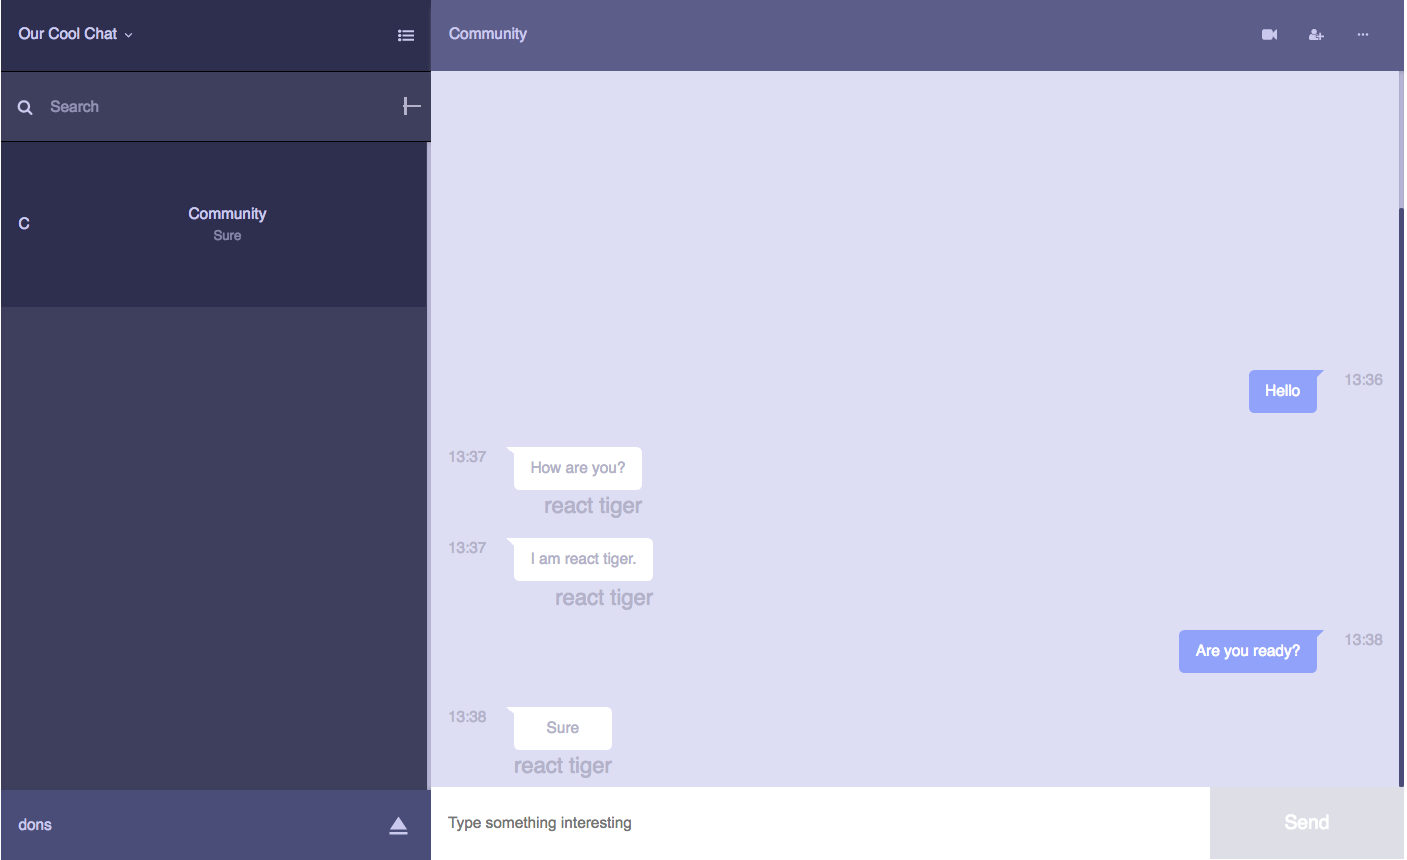 Our Cool Chat
Search
C
Community
Sure
dons
Community
Hello
13:36
13:37
How are you?
react tiger
13:37
I am react tiger.
react tiger
Are you ready?
13:38
13:38
Sure
react tiger
Type something interesting
Send